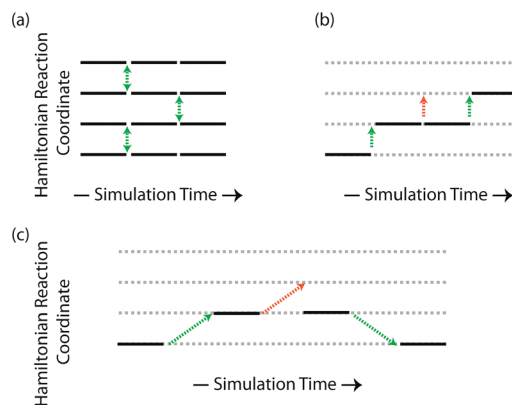 (a)
Hamiltonian Reaction
Coordinate
— Simulation Time →
(b)
— Simulation Time →
(c)
Hamiltonian Reaction
Coordinate
— Simulation Time →